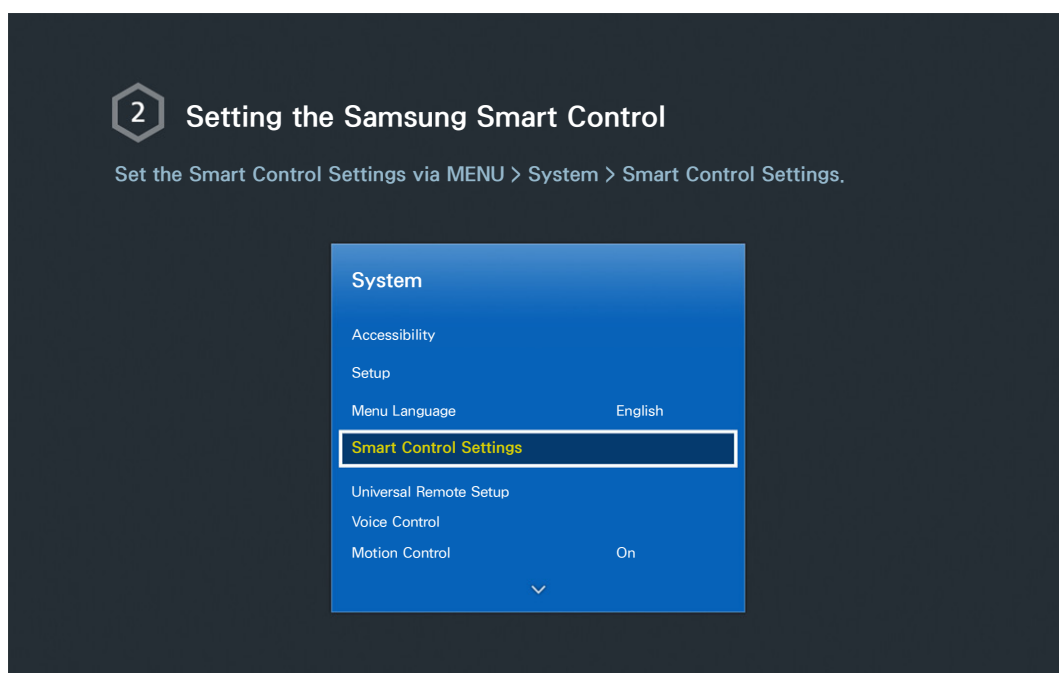 2 Setting the Samsung Smart Control
Set the Smart Control Settings via MENU > System > Smart Control Settings.
System
Accessibility
Setup
Menu Language English
Smart Control Settings
Universal Remote Setup
Voice Control
Motion Control On